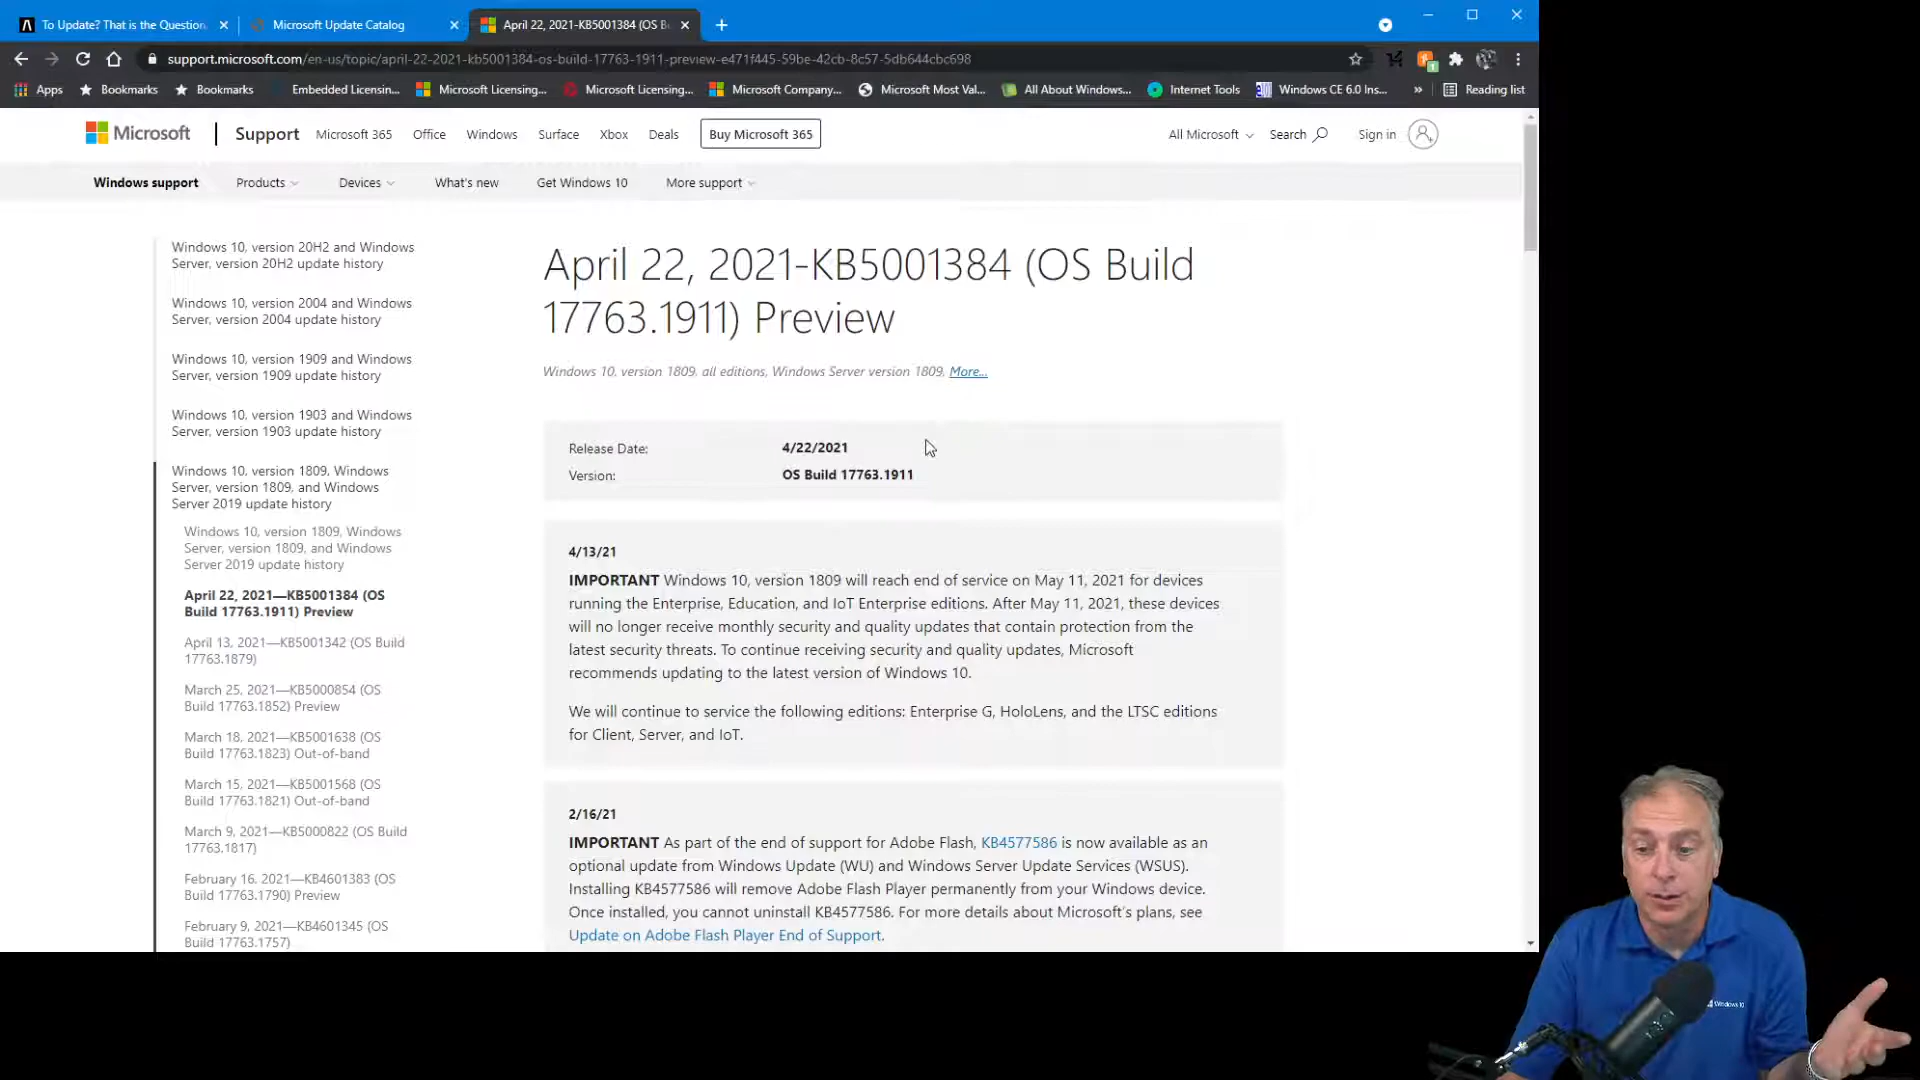 To Update? That is the Question
Microsoft Update Catalog
April 22, 2021-KB5001384 (OS B
support.microsoft.com/en-us/topic/april-22-2021-kb5001384-os-build-17763-1911-preview-e471f445-59be-42cb-8c57-5db644cbc698
Apps
Bookmarks
Bookmarks
Embedded Licensin...
Microsoft Licensing...
Microsoft Licensing...
Microsoft Company...
Microsoft Most Val...
All About Windows...
Internet Tools
Windows CE 6.0 Ins...
»
Reading list
Microsoft
Support
Microsoft 365
Office
Windows
Surface
Xbox
Deals
Buy Microsoft 365
All Microsoft
Search
Sign in
Windows support
Products
Devices
What's new
Get Windows 10
More support
Windows 10, version 20H2 and Windows
Server, version 20H2 update history
Windows 10, version 2004 and Windows
Server, version 2004 update history
Windows 10, version 1909 and Windows
Server, version 1909 update history
Windows 10, version 1903 and Windows
Server, version 1903 update history
Windows 10, version 1809, Windows
Server, version 1809, and Windows
Server 2019 update history
Windows 10, version 1809, Windows
Server, version 1809, and Windows
Server 2019 update history
April 22, 2021—KB5001384 (OS
Build 17763.1911) Preview
April 13, 2021—KB5001342 (OS Build
17763.1879)
March 25, 2021—KB5000854 (OS
Build 17763.1852) Preview
March 18, 2021—KB5001638 (OS
Build 17763.1823) Out-of-band
March 15, 2021—KB5001568 (OS
Build 17763.1821) Out-of-band
March 9, 2021—KB5000822 (OS Build
17763.1817)
February 16, 2021—KB4601383 (OS
Build 17763.1790) Preview
February 9, 2021—KB4601345 (OS
Build 17763.1757)
April 22, 2021-KB5001384 (OS Build
17763.1911) Preview
Windows 10, version 1809, all editions, Windows Server version 1809, More...
Release Date: 4/22/2021
Version: OS Build 17763.1911
4/13/21
IMPORTANT Windows 10, version 1809 will reach end of service on May 11, 2021 for devices
running the Enterprise, Education, and IoT Enterprise editions. After May 11, 2021, these devices
will no longer receive monthly security and quality updates that contain protection from the
latest security threats. To continue receiving security and quality updates, Microsoft
recommends updating to the latest version of Windows 10.
We will continue to service the following editions: Enterprise G, HoloLens, and the LTSC editions
for Client, Server, and IoT.
2/16/21
IMPORTANT As part of the end of support for Adobe Flash, KB4577586 is now available as an
optional update from Windows Update (WU) and Windows Server Update Services (WSUS).
Installing KB4577586 will remove Adobe Flash Player permanently from your Windows device.
Once installed, you cannot uninstall KB4577586. For more details about Microsoft's plans, see
Update on Adobe Flash Player End of Support.
Windows 10